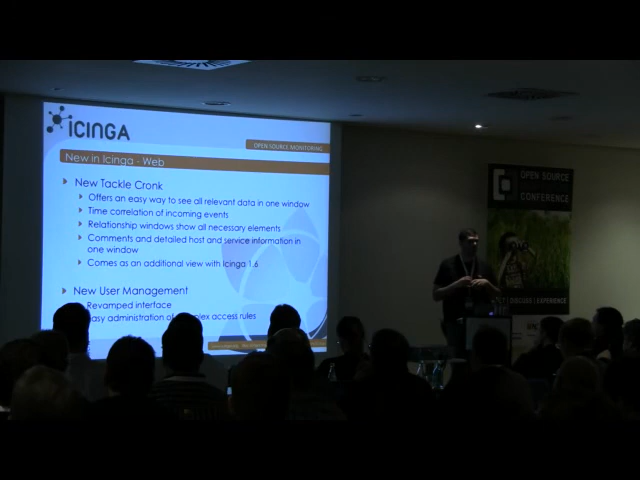 ICINGA
OPEN SOURCE MONITORING
New in Icinga - Web
New Tackle Cronk
Offers an easy way to see all relevant data in one window
Time correlation of incoming events
Relationship windows show all necessary elements
Comments and detailed host and service information in
one window
Comes as an additional view with Icinga 1.6
New User Management
Revamped interface
asy administration of plex access rules
OPEN SOURCE
CONFERENCE
DISCUSS | EXPERIENCE